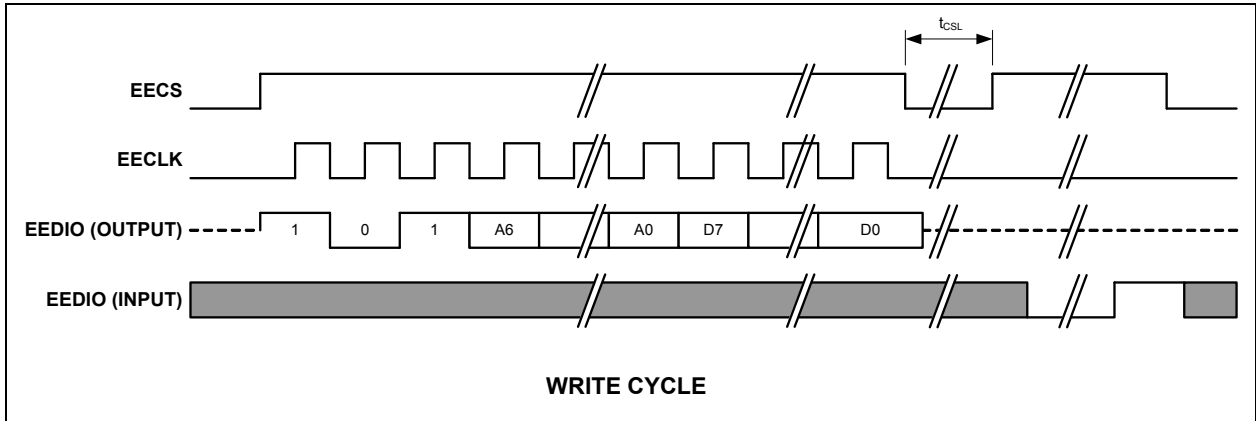 tCSL
EECS
EECLK
EEDIO (OUTPUT) 1 0 1 A6 A0 D7 D0
EEDIO (INPUT)
WRITE CYCLE